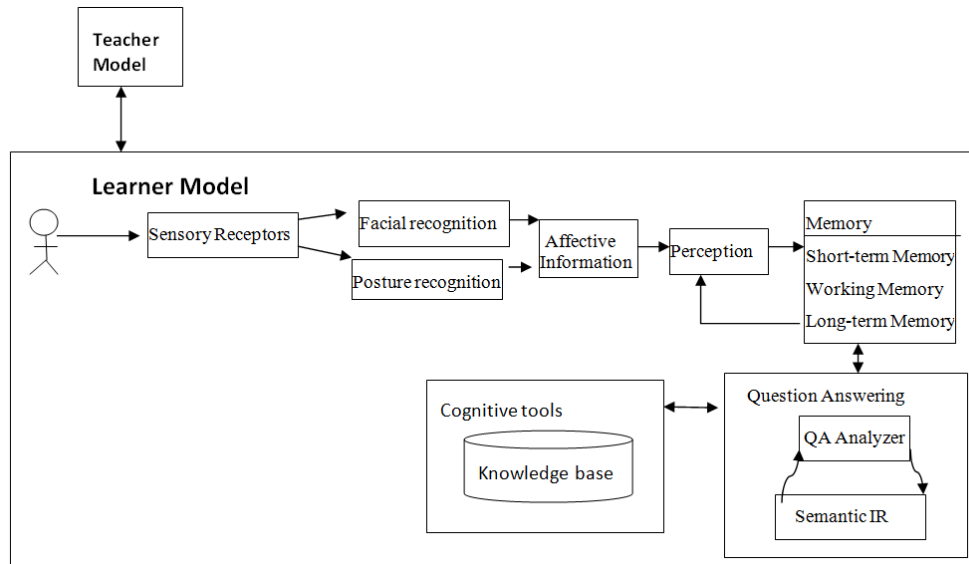 Teacher
Model
Learner Model
Sensory Receptors
Facial recognition
Posture recognition
Affective
Information
Perception
Memory
Short-term Memory
Working Memory
Long-term Memory
Cognitive tools
Knowledge base
Question Answering
QA Analyzer
Semantic IR